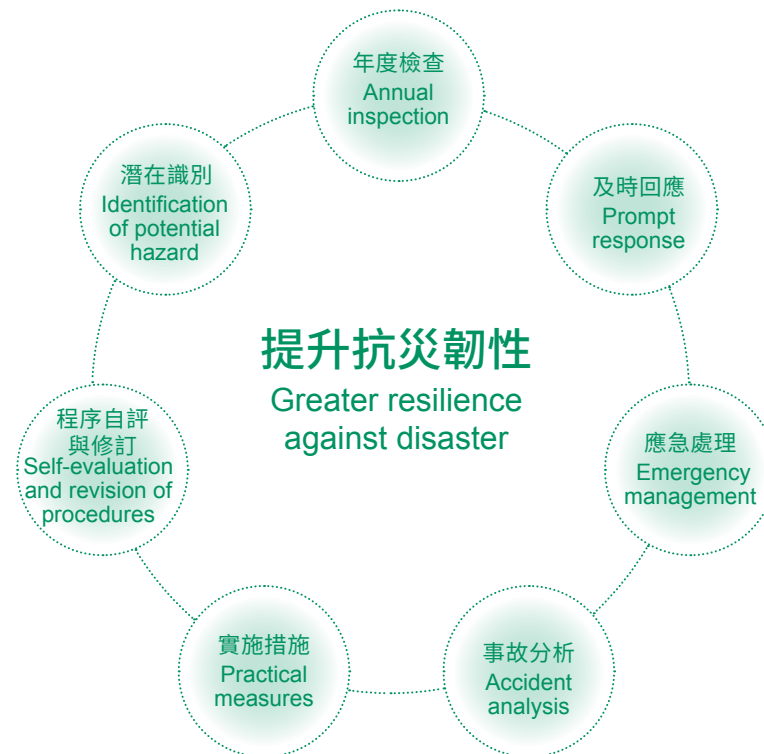 年度檢查
Annual
inspection
及時回應
Prompt
response
應急處理
Emergency
management
事故分析
Accident
analysis
實施措施
Practical
measures
程序自評
與修訂
Self-evaluation
and revision of
procedures
潛在識別
Identification
of potential
hazard
提升抗災韌性
Greater resilience
against disaster